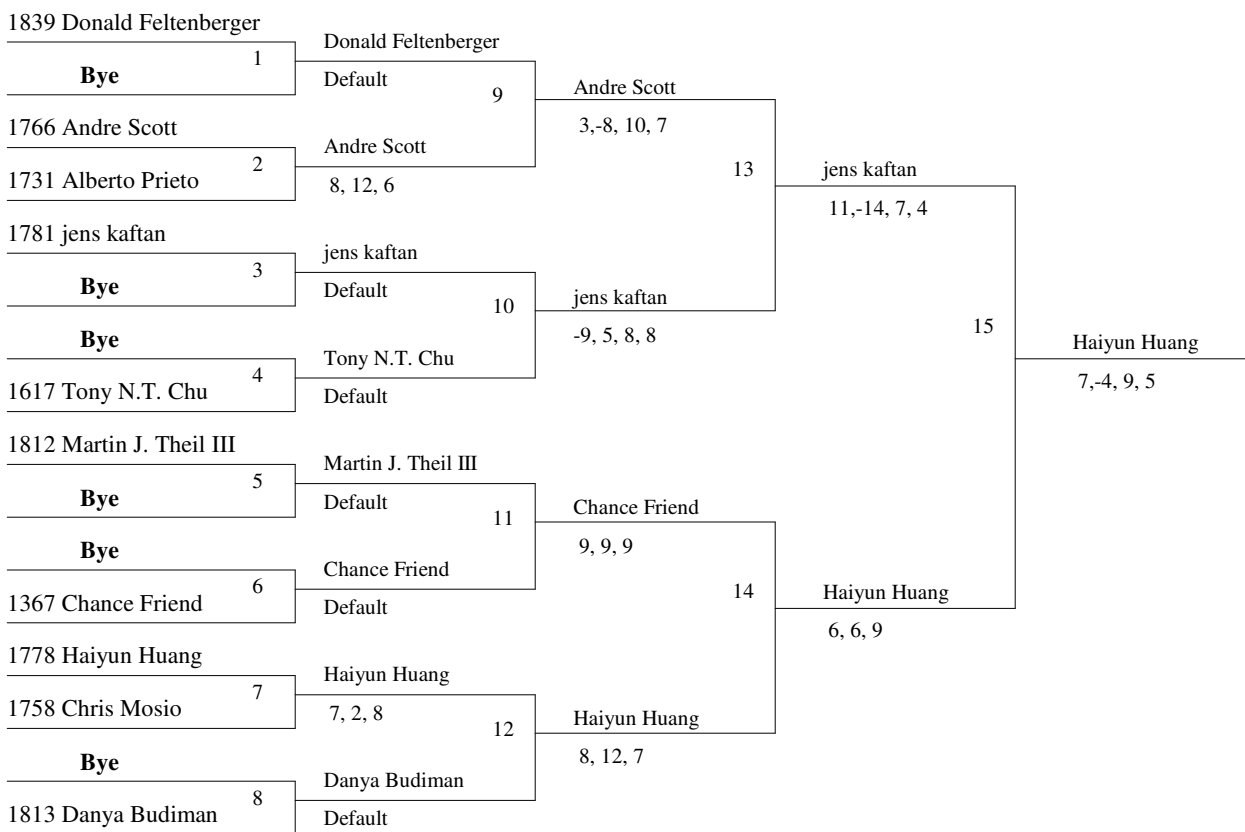 1839 Donald Feltenberger
Bye
1
1766 Andre Scott
1731 Alberto Prieto
2
1781 jens kaftan
Bye
3
Bye
1617 Tony N.T. Chu
4
1812 Martin J. Theil III
Bye
5
Bye
1367 Chance Friend
6
1778 Haiyun Huang
1758 Chris Mosio
7
Bye
1813 Danya Budiman
8
Donald Feltenberger
Default
9
Andre Scott
8, 12, 6
jens kaftan
Default
10
Tony N.T. Chu
Default
Martin J. Theil III
Default
11
Chance Friend
Default
Haiyun Huang
7, 2, 8
12
Danya Budiman
Default
Andre Scott
3,-8, 10, 7
13
jens kaftan
-9, 5, 8, 8
Chance Friend
9, 9, 9
14
Haiyun Huang
8, 12, 7
jens kaftan
11,-14, 7, 4
15
Haiyun Huang
6, 6, 9
Haiyun Huang
7,-4, 9, 5